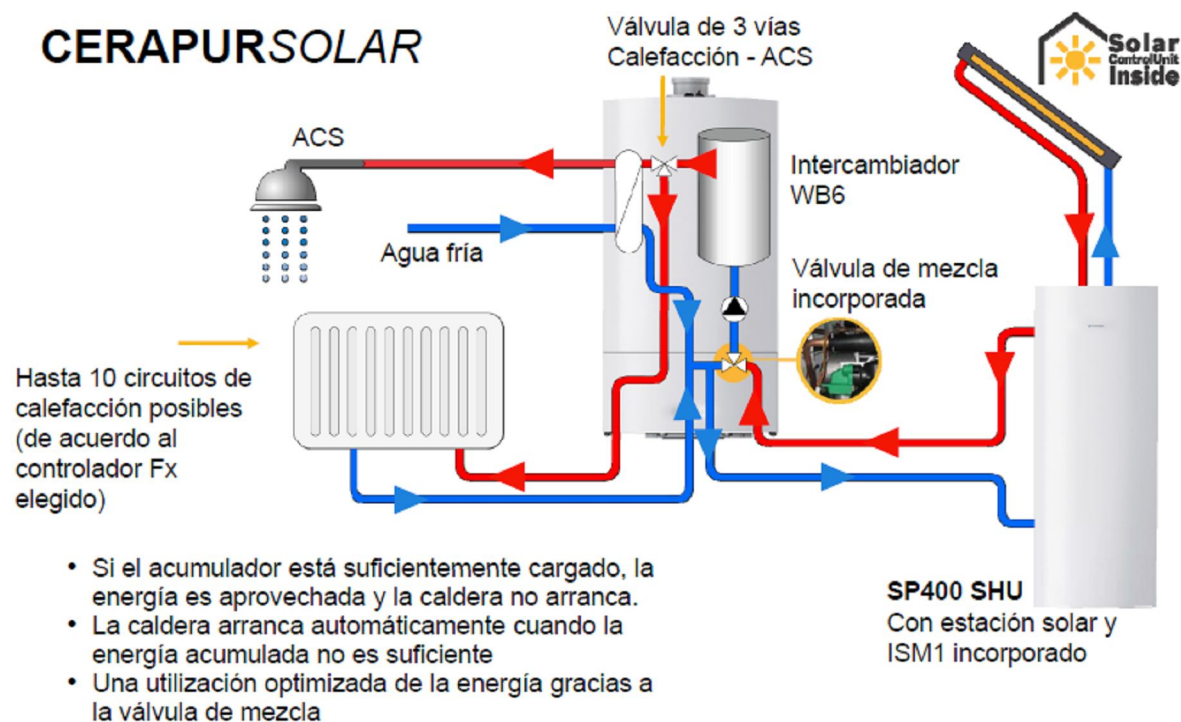 CERAPURSOLAR
Válvula de 3 vías
Calefacción - ACS
Solar
ControlUnit
Inside
ACS
Intercambiador
WB6
Agua fría
Válvula de mezcla
incorporada
Hasta 10 circuitos de
calefacción posibles
(de acuerdo al
controlador Fx
elegido)
SP400 SHU
Con estación solar y
ISM1 incorporado
• Si el acumulador está suficientemente cargado, la
energía es aprovechada y la caldera no arranca.
• La caldera arranca automáticamente cuando la
energía acumulada no es suficiente
• Una utilización optimizada de la energía gracias a
la válvula de mezcla